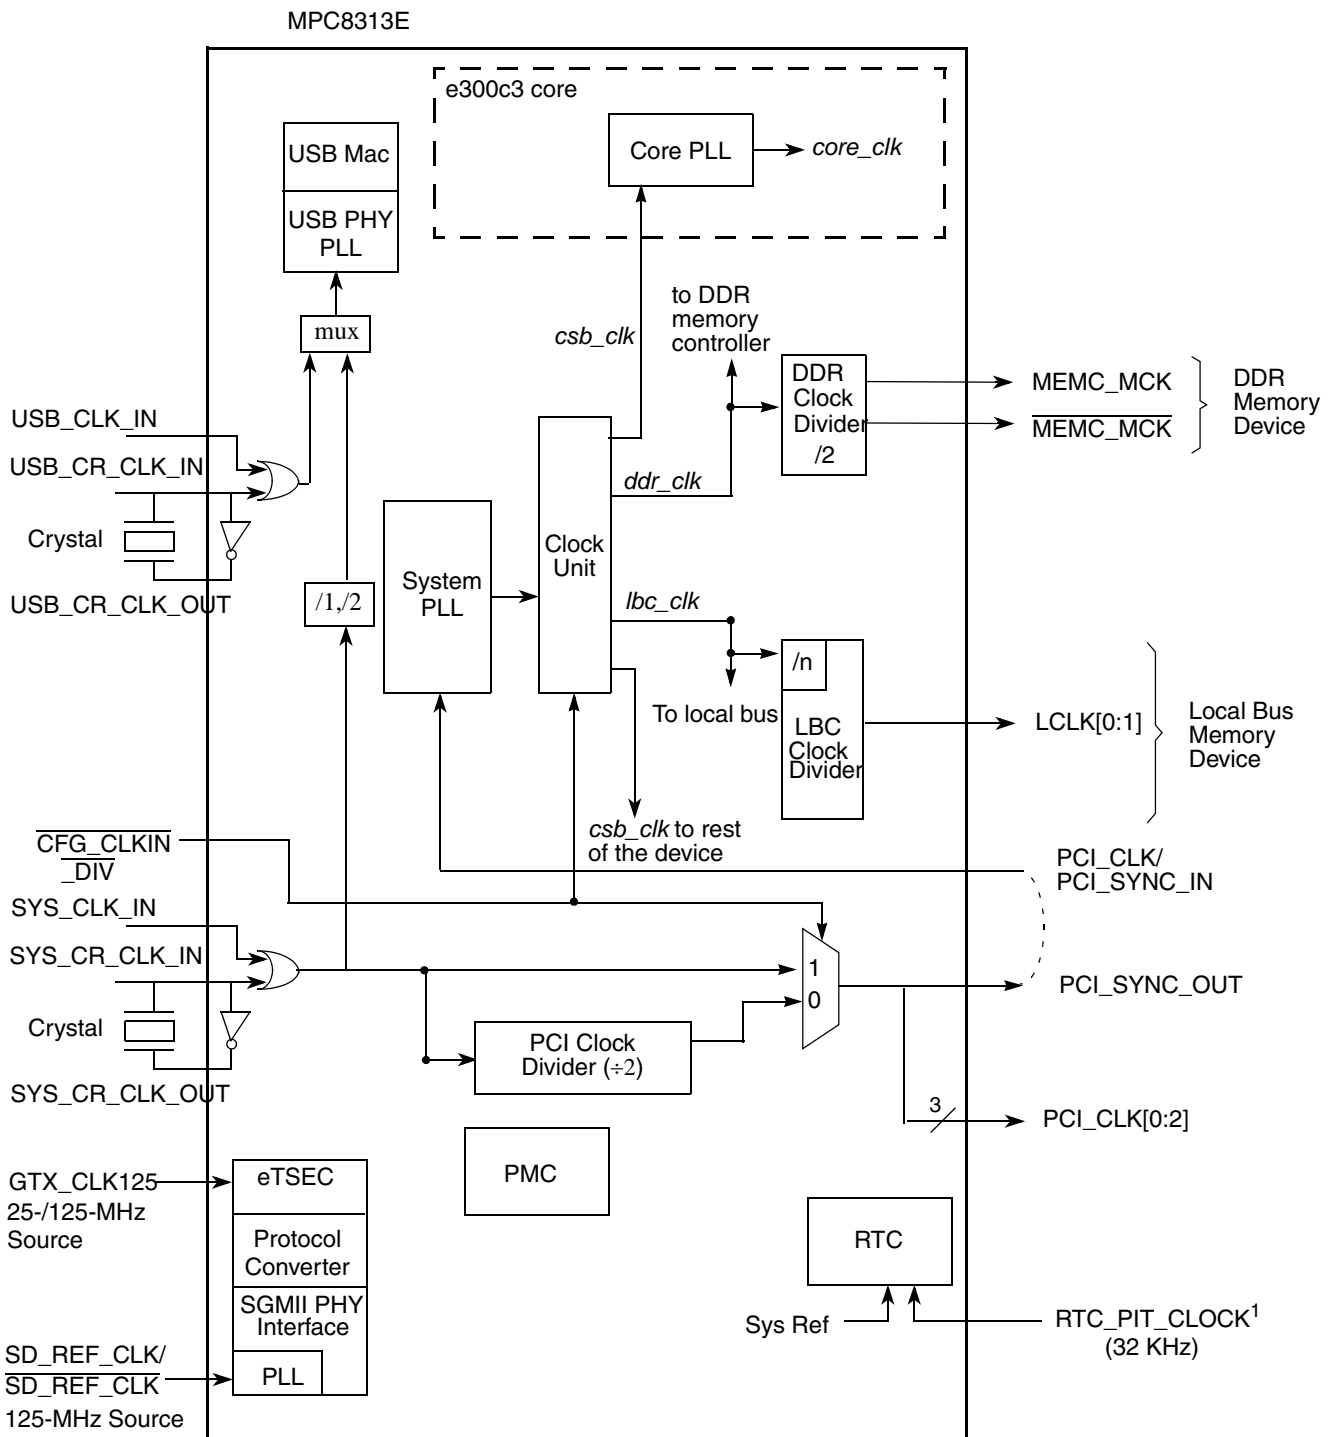 MPC8313E
e300c3 core
USB Mac
Core PLL
core_clk
USB PHY
PLL
to DDR
memory
controller
mux
csb_clk
DDR
Clock
Divider
/2
MEMC_MCK
MEMC_MCK
DDR
Memory
Device
USB_CLK_IN
USB_CR_CLK_IN
Crystal
USB_CR_CLK_OUT
ddr_clk
Clock
Unit
System
PLL
/1,/2
lbc_clk
/n
To local bus
LBC
Clock
Divider
LCLK[0:1]
Local Bus
Memory
Device
csb_clk to rest
of the device
CFG_CLKIN
_DIV
PCI_CLK/
PCI_SYNC_IN
SYS_CLK_IN
SYS_CR_CLK_IN
1
0
PCI_SYNC_OUT
Crystal
PCI Clock
Divider (÷2)
SYS_CR_CLK_OUT
3
PCI_CLK[0:2]
GTX_CLK125
25-/125-MHz
Source
eTSEC
PMC
Protocol
Converter
RTC
SGMII PHY
Interface
Sys Ref
RTC_PIT_CLOCK¹
(32 KHz)
SD_REF_CLK/
SD_REF_CLK
125-MHz Source
PLL